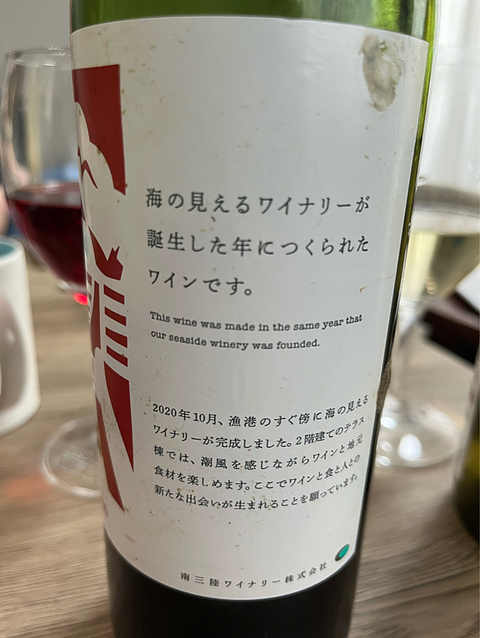 海の見えるワイナリーが
誕生した年につくられた
ワインです。
This wine was made in the same year that
our seaside winery was founded.
2020年10月、漁港のすぐ傍に海の見える
ワイナリーが完成しました。2階建てのテラス
棟では、潮風を感じながらワインと地元
食材を楽しめます。ここでワインと食と人との
新たな出会いが生まれることを願っています。
南三陸ワイナリー株式会社